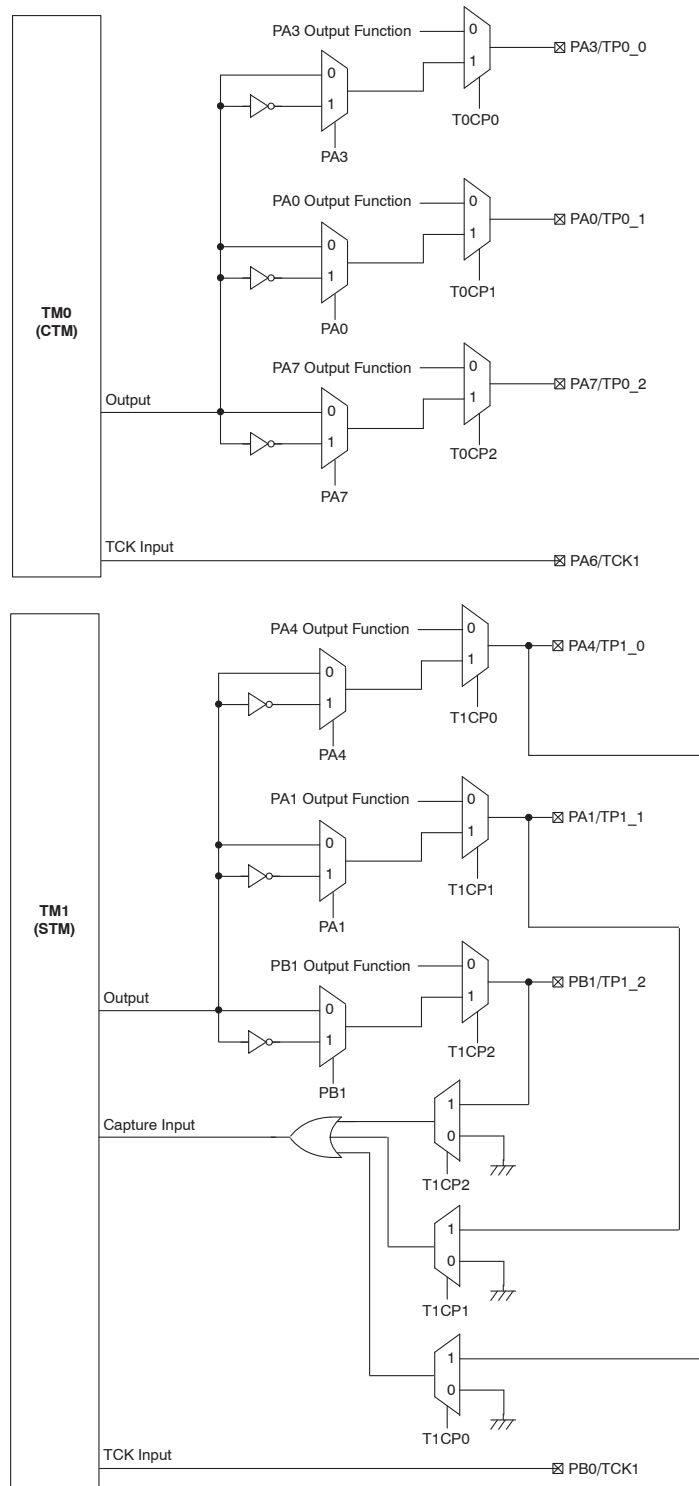 PA3 Output Function
0
PA3/TP0_0
0
1
1
T0CP0
PA3
PA0 Output Function
0
PA0/TP0_1
0
1
1
T0CP1
PA0
TM0
(CTM)
PA7 Output Function
0
PA7/TP0_2
Output
0
1
1
T0CP2
PA7
TCK Input
PA6/TCK1
PA4 Output Function
0
PA4/TP1_0
0
1
1
T1CP0
PA4
PA1 Output Function
0
PA1/TP1_1
0
1
1
T1CP1
PA1
TM1
(STM)
PB1 Output Function
0
PB1/TP1_2
Output
0
1
1
T1CP2
PB1
Capture Input
1
0
T1CP2
1
0
T1CP1
1
0
T1CP0
TCK Input
PB0/TCK1